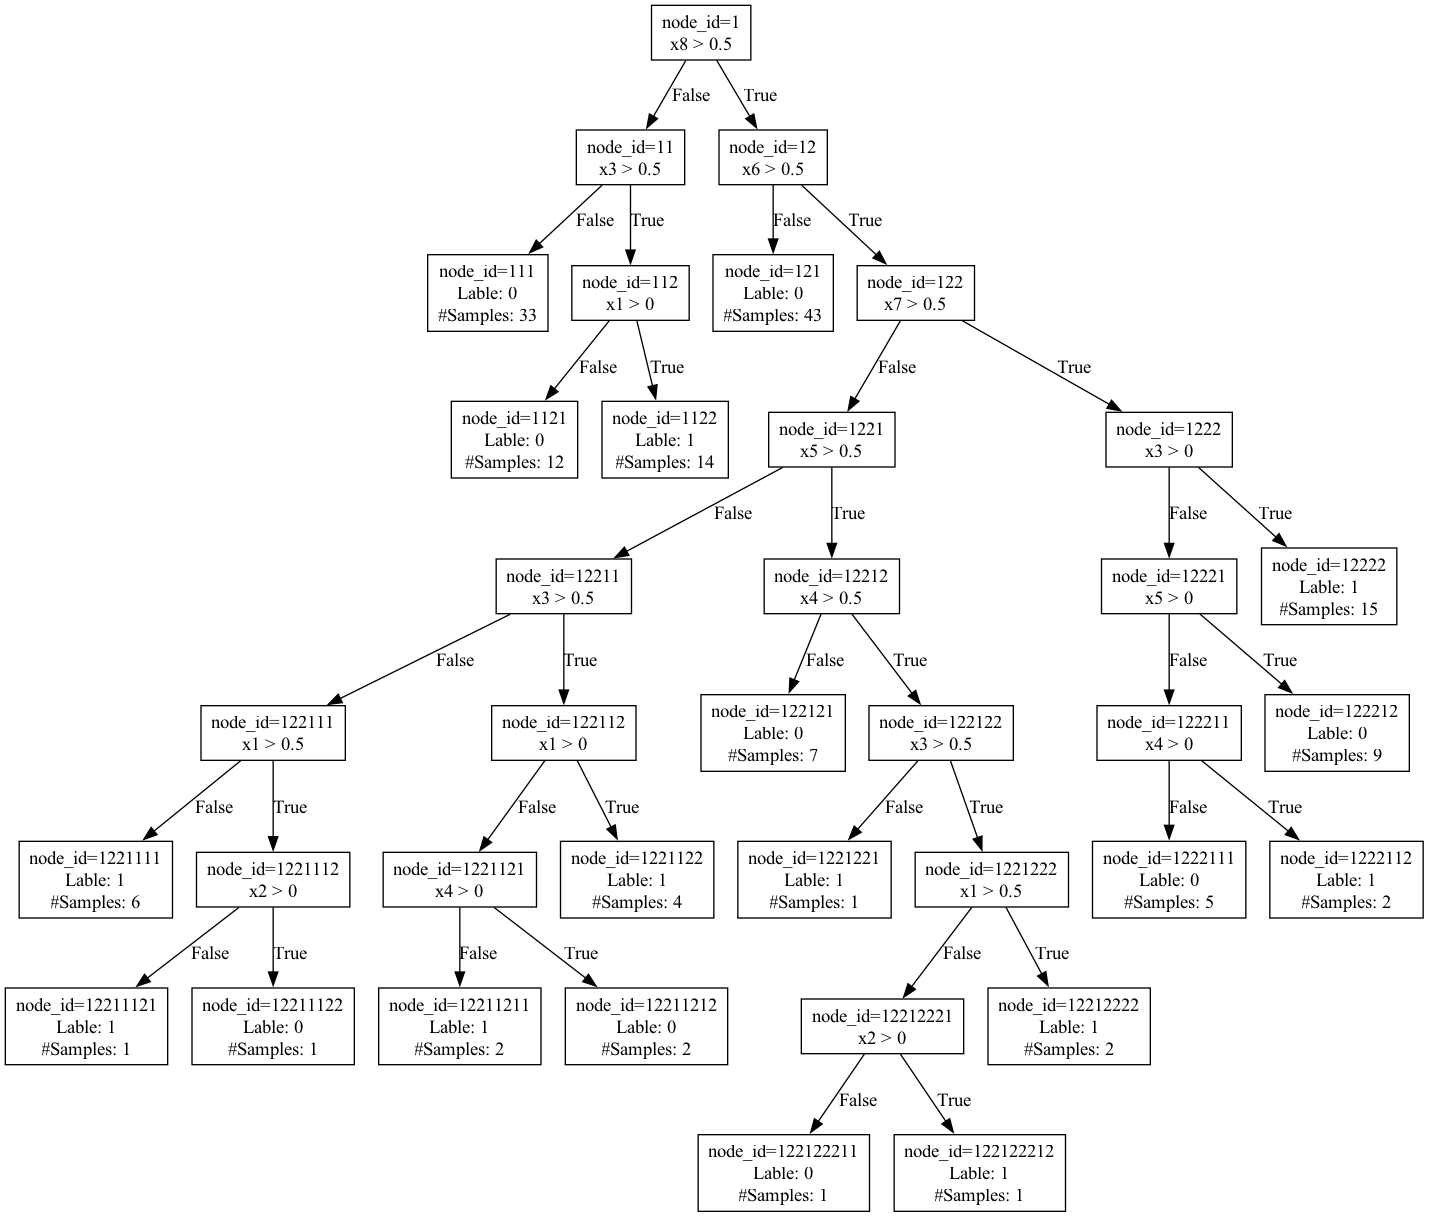 node_id=1
x8 > 0.5
False
True
node_id=11
x3 > 0.5
node_id=12
x6 > 0.5
False
True
False
True
node_id=111
Lable: 0
#Samples: 33
node_id=112
x1 > 0
node_id=121
Lable: 0
#Samples: 43
node_id=122
x7 > 0.5
False
True
False
True
node_id=1121
Lable: 0
#Samples: 12
node_id=1122
Lable: 1
#Samples: 14
node_id=1221
x5 > 0.5
node_id=1222
x3 > 0
False
True
False
True
node_id=12211
x3 > 0.5
node_id=12212
x4 > 0.5
node_id=12221
x5 > 0
node_id=12222
Lable: 1
#Samples: 15
False
True
False
True
False
True
node_id=122111
x1 > 0.5
node_id=122112
x1 > 0
node_id=122121
Lable: 0
#Samples: 7
node_id=122122
x3 > 0.5
node_id=122211
x4 > 0
node_id=122212
Lable: 0
#Samples: 9
False
True
False
True
False
True
False
True
node_id=1221111
Lable: 1
#Samples: 6
node_id=1221112
x2 > 0
node_id=1221121
x4 > 0
node_id=1221122
Lable: 1
#Samples: 4
node_id=1221221
Lable: 1
#Samples: 1
node_id=1221222
x1 > 0.5
node_id=1222111
Lable: 0
#Samples: 5
node_id=1222112
Lable: 1
#Samples: 2
False
True
False
True
False
True
node_id=12211121
Lable: 1
#Samples: 1
node_id=12211122
Lable: 0
#Samples: 1
node_id=12211211
Lable: 1
#Samples: 2
node_id=12211212
Lable: 0
#Samples: 2
node_id=12212221
x2 > 0
node_id=12212222
Lable: 1
#Samples: 2
False
True
node_id=122122211
Lable: 0
#Samples: 1
node_id=122122212
Lable: 1
#Samples: 1